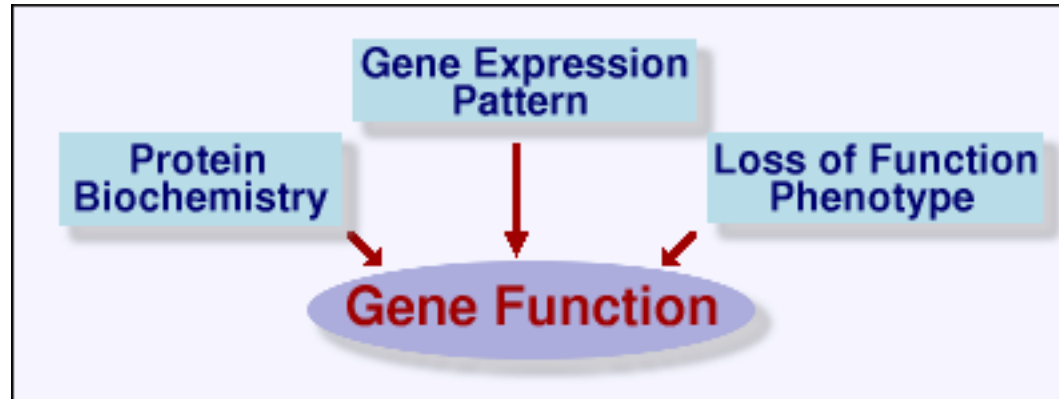 Gene Expression
Pattern
Protein
Biochemistry
Loss of Function
Phenotype
Gene Function